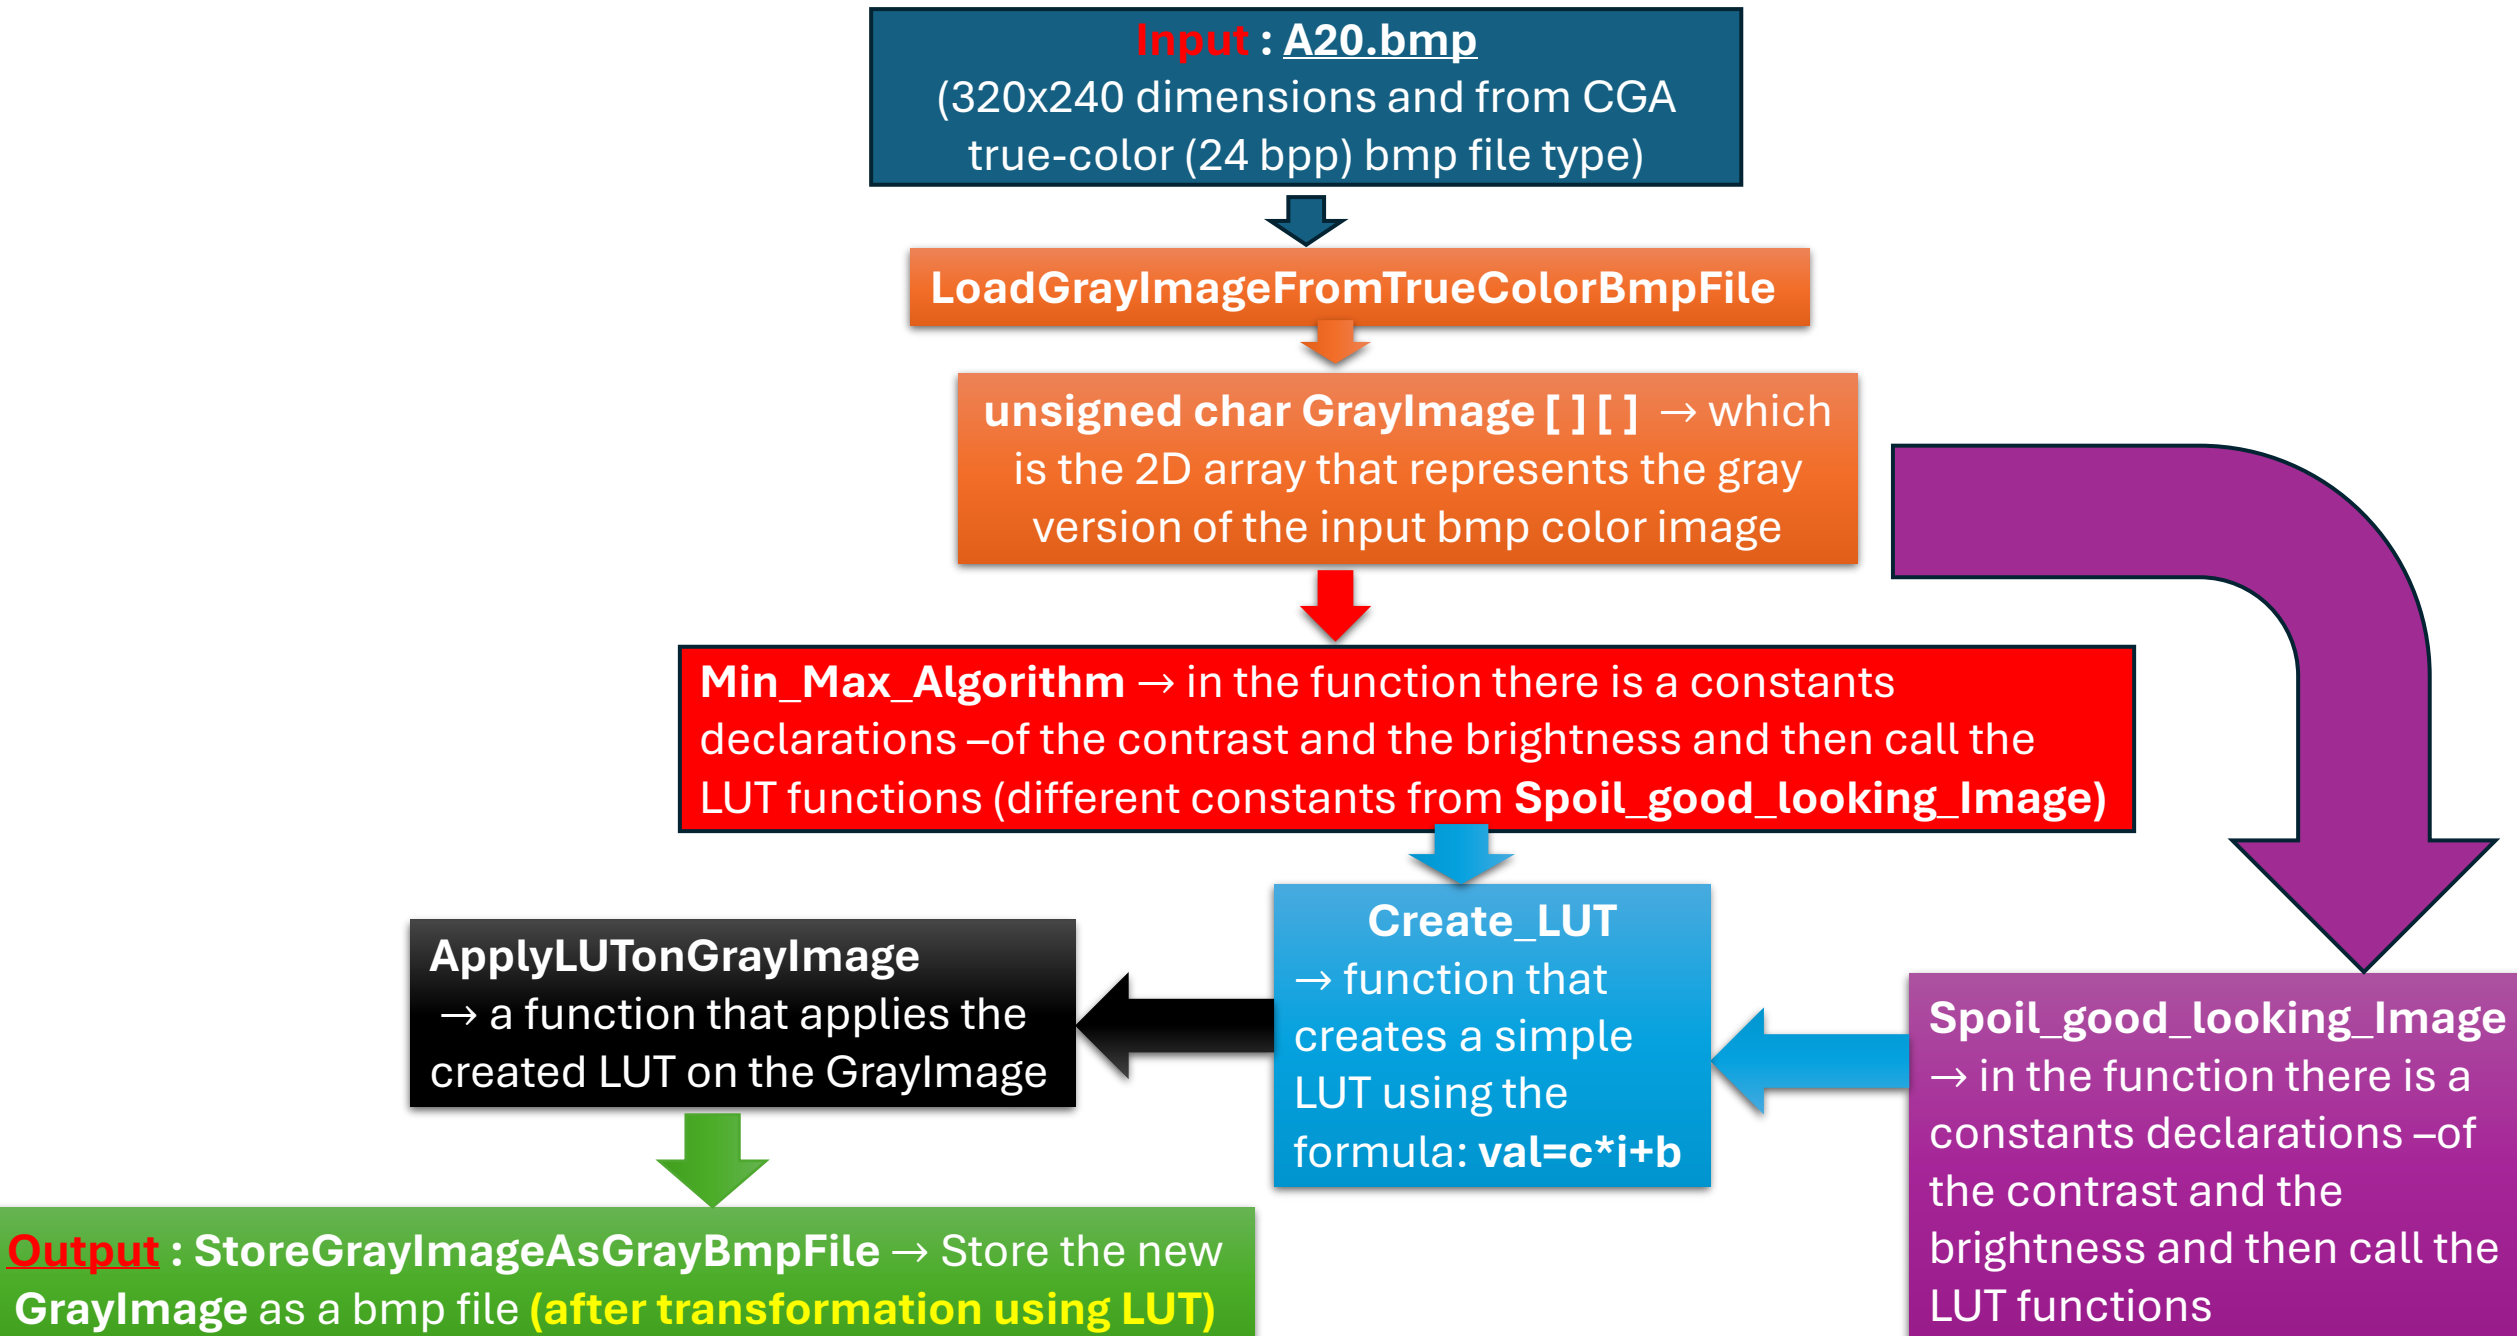 Input : A20.bmp
(320x240 dimensions and from CGA
true-color (24 bpp) bmp file type)
LoadGrayImageFromTrueColorBmpFile
unsigned char GrayImage [ ] [ ] → which
is the 2D array that represents the gray
version of the input bmp color image
Min_Max_Algorithm → in the function there is a constants
declarations –of the contrast and the brightness and then call the
LUT functions (different constants from Spoil_good_looking_Image)
Create_LUT
→ function that
creates a simple
LUT using the
formula: val=c*i+b
ApplyLUTonGrayImage
→ a function that applies the
created LUT on the GrayImage
Spoil_good_looking_Image
→ in the function there is a
constants declarations –of
the contrast and the
brightness and then call the
LUT functions
Output : StoreGrayImageAsGrayBmpFile → Store the new
GrayImage as a bmp file (after transformation using LUT)